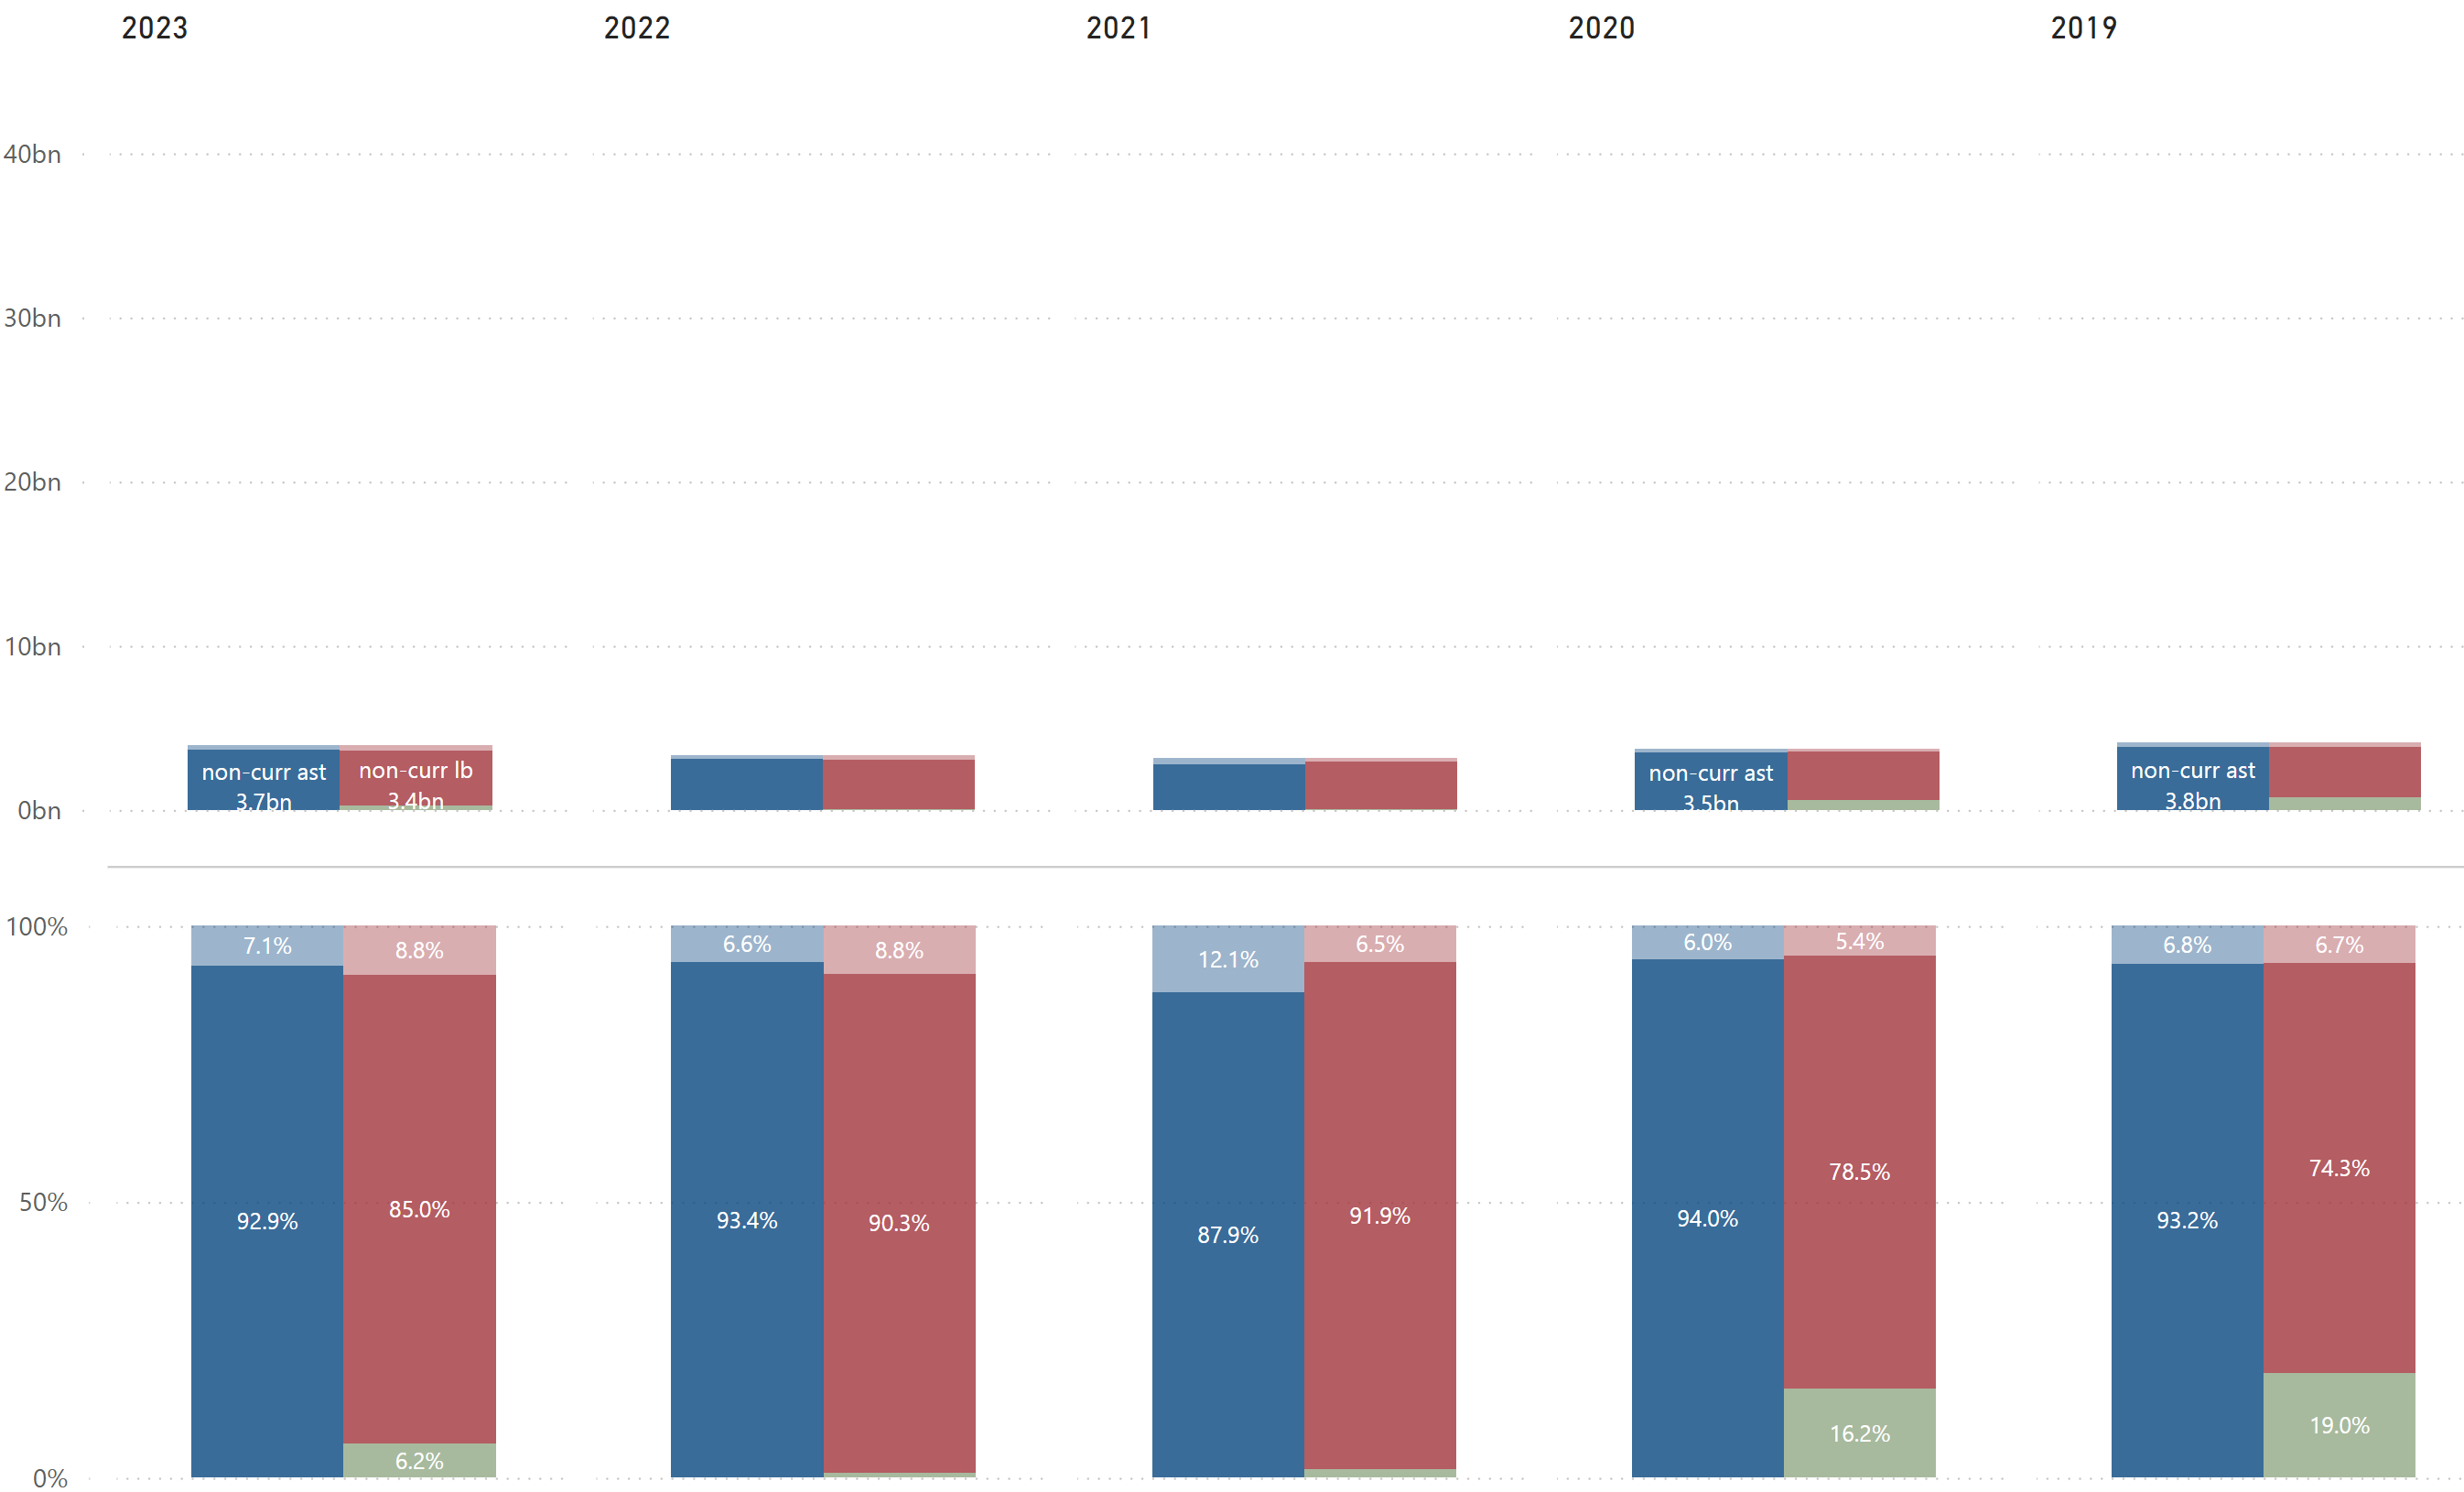 2023 2022 2021 2020 2019
40bn
30bn
20bn
10bn
non-curr ast non-curr lb non-curr ast non-curr ast
3.7bn 3.4bn 3.5bn 3.8bn
0bn
100%
7.1% 8.8% 6.6% 8.8% 12.1% 6.5% 6.0% 5.4% 6.8% 6.7%
78.5% 74.3%
50%
92.9% 85.0% 93.4% 90.3% 87.9% 91.9% 94.0% 93.2%
6.2% 16.2% 19.0%
0%